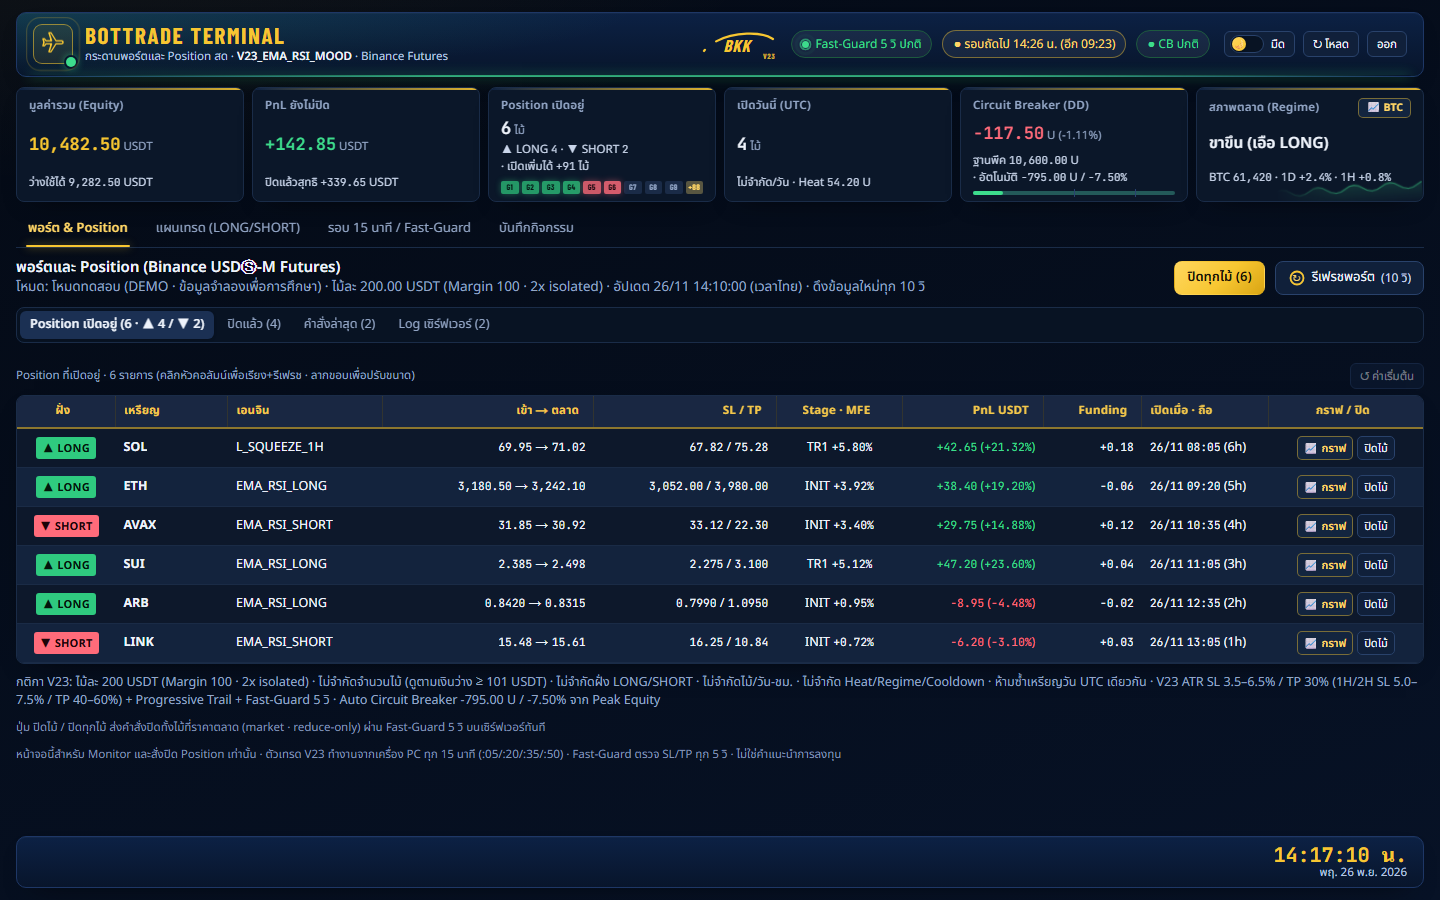 BOTTRADE TERMINAL
กระดานพอร์ตและ Position สด · V23_EMA_RSI_MOOD · Binance Futures
BKK V23
Fast-Guard 5 วิ ปกติ
รอบถัดไป 14:26 น. (อีก 09:23)
CB ปกติ
มืด
↻ โหลด
ออก
มูลค่ารวม (Equity)
10,482.50 USDT
ว่างใช้ได้ 9,282.50 USDT
PnL ยังไม่ปิด
+142.85 USDT
ปิดแล้วสุทธิ +339.65 USDT
Position เปิดอยู่
6 ไม้
▲ LONG 4 · ▼ SHORT 2
· เปิดเพิ่มได้ +91 ไม้
G1 G2 G3 G4 G5 G6 G7 G8 G9 +88
เปิดวันนี้ (UTC)
4 ไม้
ไม่จำกัด/วัน · Heat 54.20 U
Circuit Breaker (DD)
-117.50 U (-1.11%)
ฐานพีค 10,600.00 U
· อัตโนมัติ -795.00 U / -7.50%
สภาพตลาด (Regime)
BTC
ขาขึ้น (เอื้อ LONG)
BTC 61,420 · 1D +2.4% · 1H +0.8%
พอร์ต & Position
แผนเทรด (LONG/SHORT)
รอบ 15 นาที / Fast-Guard
บันทึกกิจกรรม
พอร์ตและ Position (Binance USDⓈ-M Futures)
โหมด: โหมดทดสอบ (DEMO · ข้อมูลจำลองเพื่อการศึกษา) · ไม้ละ 200.00 USDT (Margin 100 · 2x isolated) · อัปเดต 26/11 14:10:00 (เวลาไทย) · ดึงข้อมูลใหม่ทุก 10 วิ
ปิดทุกไม้ (6)
รีเฟรชพอร์ต (10 วิ)
Position เปิดอยู่ (6 · ▲ 4 / ▼ 2)
ปิดแล้ว (4)
คำสั่งล่าสุด (2)
Log เซิร์ฟเวอร์ (2)
Position ที่เปิดอยู่ · 6 รายการ (คลิกหัวคอลัมน์เพื่อเรียง+รีเฟรช · ลากขอบเพื่อปรับขนาด)
↺ ค่าเริ่มต้น
ฝั่ง เหรียญ เอนจิน เข้า → ตลาด SL / TP Stage · MFE PnL USDT Funding เปิดเมื่อ · ถือ กราฟ / ปิด
▲ LONG SOL L_SQUEEZE_1H 69.95 → 71.02 67.82 / 75.28 TR1 +5.80% +42.65 (+21.32%) +0.18 26/11 08:05 (6h) กราฟ ปิดไม้
▲ LONG ETH EMA_RSI_LONG 3,180.50 → 3,242.10 3,052.00 / 3,980.00 INIT +3.92% +38.40 (+19.20%) -0.06 26/11 09:20 (5h) กราฟ ปิดไม้
▼ SHORT AVAX EMA_RSI_SHORT 31.85 → 30.92 33.12 / 22.30 INIT +3.40% +29.75 (+14.88%) +0.12 26/11 10:35 (4h) กราฟ ปิดไม้
▲ LONG SUI EMA_RSI_LONG 2.385 → 2.498 2.275 / 3.100 TR1 +5.12% +47.20 (+23.60%) +0.04 26/11 11:05 (3h) กราฟ ปิดไม้
▲ LONG ARB EMA_RSI_LONG 0.8420 → 0.8315 0.7990 / 1.0950 INIT +0.95% -8.95 (-4.48%) -0.02 26/11 12:35 (2h) กราฟ ปิดไม้
▼ SHORT LINK EMA_RSI_SHORT 15.48 → 15.61 16.25 / 10.84 INIT +0.72% -6.20 (-3.10%) +0.03 26/11 13:05 (1h) กราฟ ปิดไม้
กติกา V23: ไม้ละ 200 USDT (Margin 100 · 2x isolated) · ไม่จำกัดจำนวนไม้ (ดูตามเงินว่าง ≥ 101 USDT) · ไม่จำกัดฝั่ง LONG/SHORT · ไม่จำกัดไม้/วัน-ชม. · ไม่จำกัด Heat/Regime/Cooldown · ห้ามซ้ำเหรียญวัน UTC เดียวกัน · V23 ATR SL 3.5–6.5% / TP 30% (1H/2H SL 5.0–
7.5% / TP 40–60%) + Progressive Trail + Fast-Guard 5 วิ · Auto Circuit Breaker -795.00 U / -7.50% จาก Peak Equity
ปุ่ม ปิดไม้ / ปิดทุกไม้ ส่งคำสั่งปิดทั้งไม้ที่ราคาตลาด (market · reduce-only) ผ่าน Fast-Guard 5 วิ บนเซิร์ฟเวอร์ทันที
หน้าจอนี้สำหรับ Monitor และสั่งปิด Position เท่านั้น · ตัวเทรด V23 ทำงานจากเครื่อง PC ทุก 15 นาที (:05/:20/:35/:50) · Fast-Guard ตรวจ SL/TP ทุก 5 วิ · ไม่ใช่คำแนะนำการลงทุน
14:17:10 น.
พฤ. 26 พ.ย. 2026